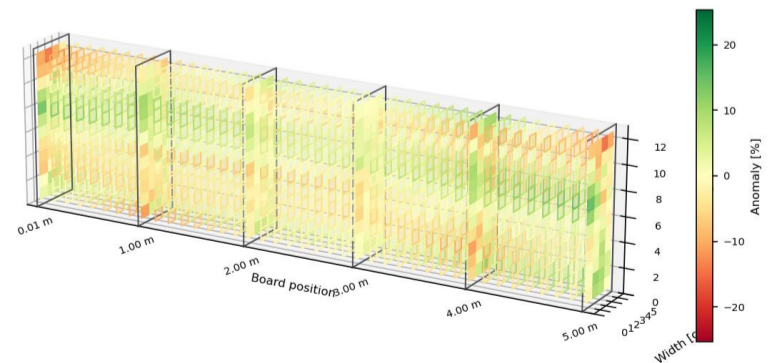 0.01 m
1.00 m
2.00 m
3.00 m
4.00 m
5.00 m
Board position
0
1
2
3
4
5
Width [c
0
2
4
6
8
10
12
20
10
0
−10
−20
Anomaly [%]